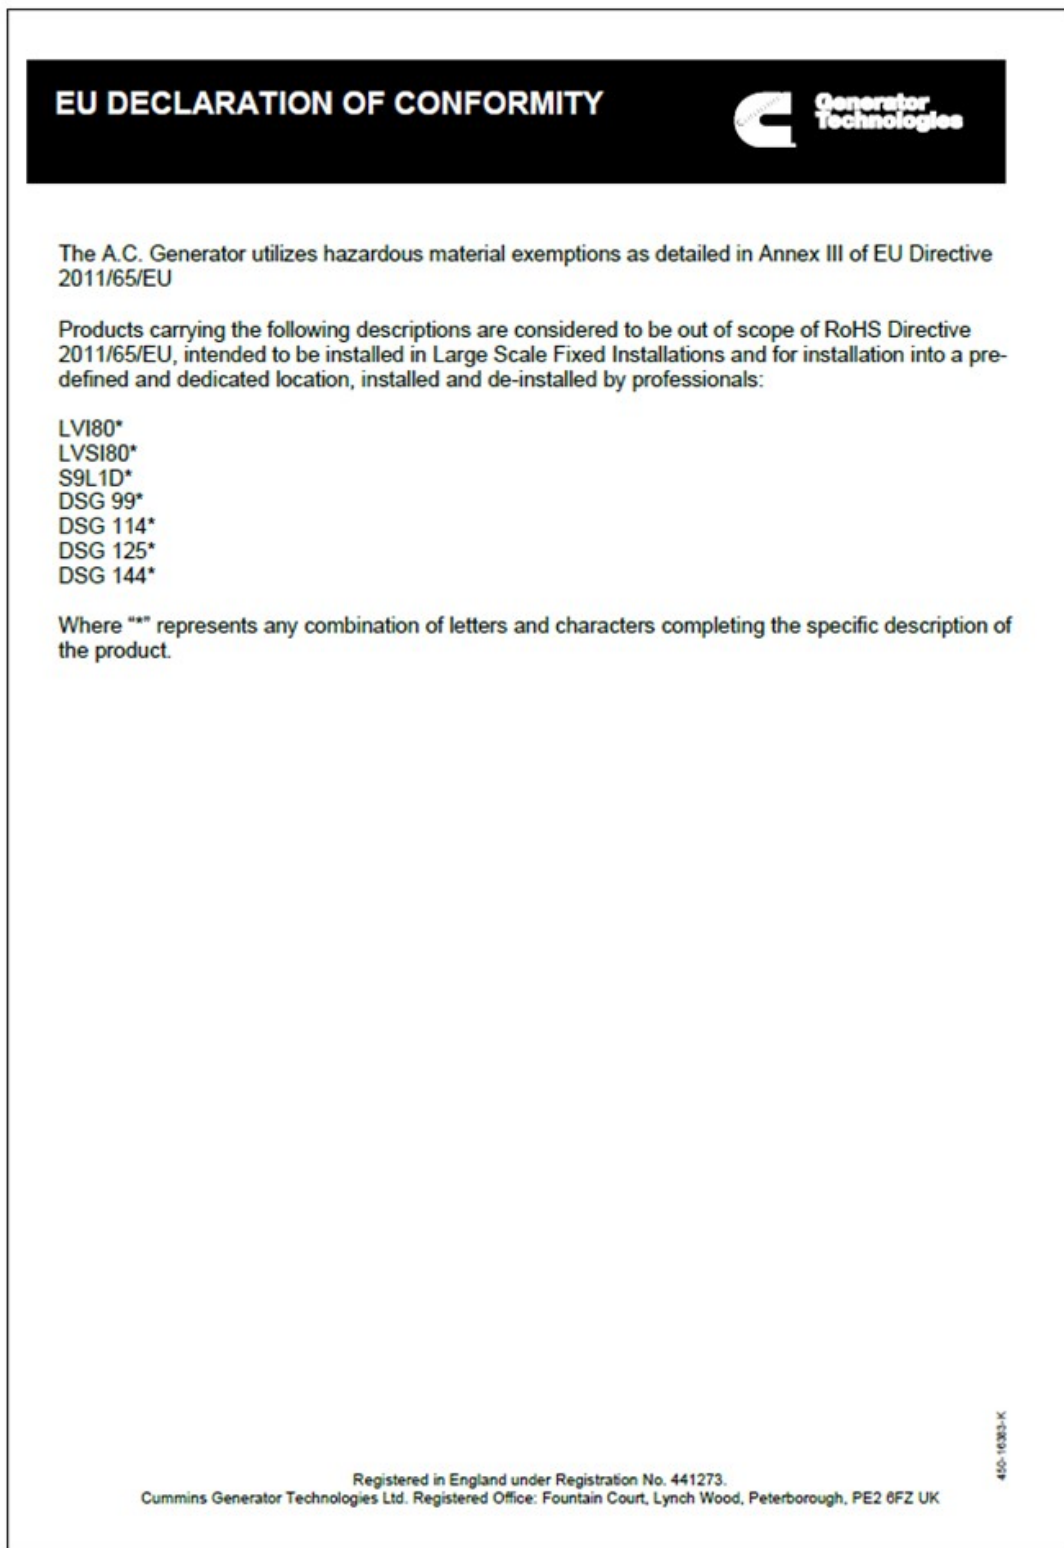 EU DECLARATION OF CONFORMITY
Generator
Technologies
The A.C. Generator utilizes hazardous material exemptions as detailed in Annex III of EU Directive
2011/65/EU
Products carrying the following descriptions are considered to be out of scope of RoHS Directive
2011/65/EU, intended to be installed in Large Scale Fixed Installations and for installation into a pre-
defined and dedicated location, installed and de-installed by professionals:
LVI80*
LVSI80*
S9L1D*
DSG 99*
DSG 114*
DSG 125*
DSG 144*
Where “*” represents any combination of letters and characters completing the specific description of
the product.
450-16383-K
Registered in England under Registration No. 441273.
Cummins Generator Technologies Ltd. Registered Office: Fountain Court, Lynch Wood, Peterborough, PE2 6FZ UK